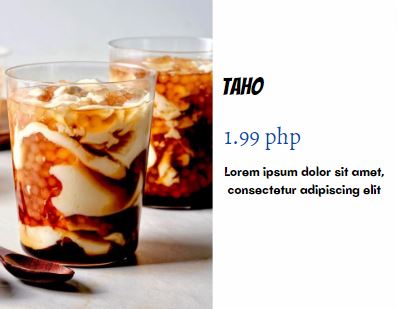 TAHO
1.99 php
Lorem ipsum dolor sit amet,
consectetur adipiscing elit